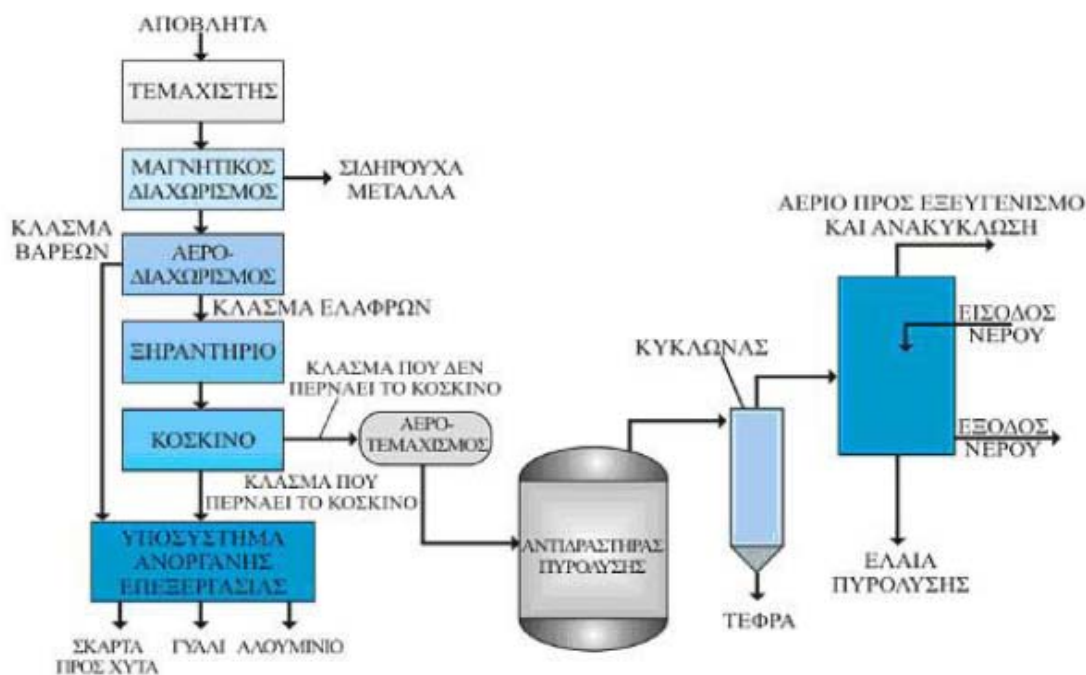 ΑΠΟΒΛΗΤΑ
ΤΕΜΑΧΙΣΤΗΣ
ΜΑΓΝΗΤΙΚΟΣ
ΔΙΑΧΩΡΙΣΜΟΣ
ΣΙΔΗΡΟΥΧΑ
ΜΕΤΑΛΛΑ
ΚΛΑΣΜΑ
ΒΑΡΕΩΝ
ΑΕΡΟ-
ΔΙΑΧΩΡΙΣΜΟΣ
ΚΛΑΣΜΑ ΕΛΑΦΡΩΝ
ΞΗΡΑΝΤΗΡΙΟ
ΚΛΑΣΜΑ ΠΟΥ ΔΕΝ
ΠΕΡΝΑΕΙ ΤΟ ΚΟΣΚΙΝΟ
ΚΟΣΚΙΝΟ
ΑΕΡΟ-
ΤΕΜΑΧΙΣΜΟΣ
ΚΛΑΣΜΑ ΠΟΥ
ΠΕΡΝΑΕΙ ΤΟ ΚΟΣΚΙΝΟ
ΥΠΟΣΥΣΤΗΜΑ
ΑΝΟΡΓΑΝΗΣ
ΕΠΕΞΕΡΓΑΣΙΑΣ
ΣΚΑΡΤΑ
ΠΡΟΣ ΧΥΤΑ
ΓΥΑΛΙ
ΑΛΟΥΜΙΝΙΟ
ΑΝΤΙΔΡΑΣΤΗΡΑΣ
ΠΥΡΟΛΥΣΗΣ
ΚΥΚΛΩΝΑΣ
ΤΕΦΡΑ
ΑΕΡΙΟ ΠΡΟΣ ΕΞΕΥΓΕΝΙΣΜΟ
ΚΑΙ ΑΝΑΚΥΚΛΩΣΗ
ΕΙΣΟΔΟΣ
ΝΕΡΟΥ
ΕΞΟΔΟΣ
ΝΕΡΟΥ
ΕΛΑΙΑ
ΠΥΡΟΛΥΣΗΣ